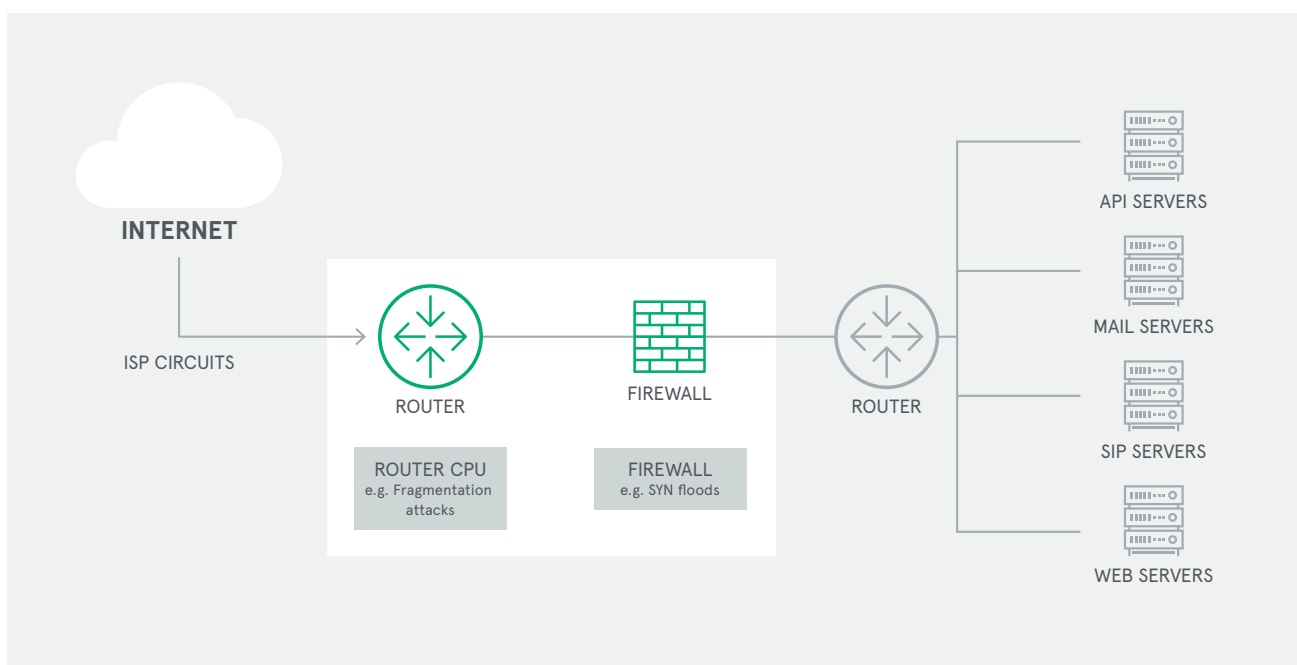 INTERNET
ISP CIRCUITS
ROUTER
FIREWALL
ROUTER
ROUTER CPU
e.g. Fragmentation
attacks
FIREWALL
e.g. SYN floods
API SERVERS
MAIL SERVERS
SIP SERVERS
WEB SERVERS